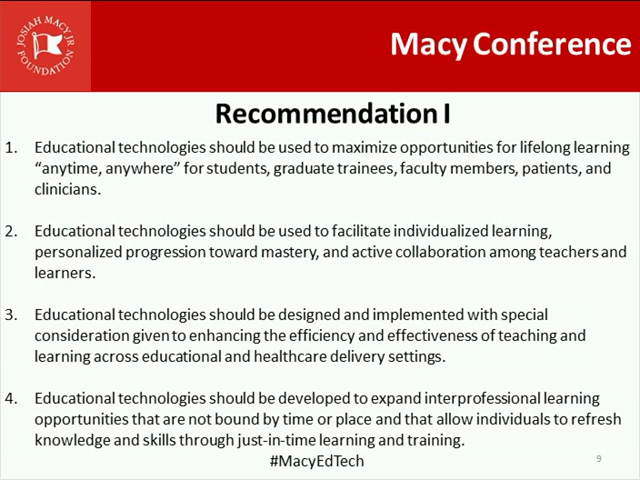 JOSIAH MACY JR
FOUNDATION
Macy Conference
Recommendation I
1. Educational technologies should be used to maximize opportunities for lifelong learning
“anytime, anywhere” for students, graduate trainees, faculty members, patients, and
clinicians.
2. Educational technologies should be used to facilitate individualized learning,
personalized progression toward mastery, and active collaboration among teachers and
learners.
3. Educational technologies should be designed and implemented with special
consideration given to enhancing the efficiency and effectiveness of teaching and
learning across educational and healthcare delivery settings.
4. Educational technologies should be developed to expand interprofessional learning
opportunities that are not bound by time or place and that allow individuals to refresh
knowledge and skills through just-in-time learning and training.
#MacyEdTech
9